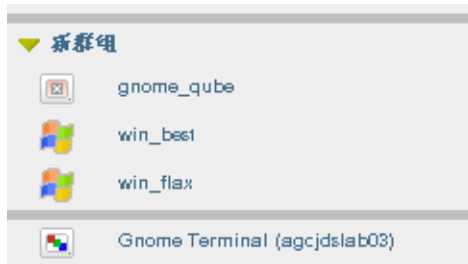 新群组
gnome_qube
win_best
win_flax
Gnome Terminal (agcjdslab03)